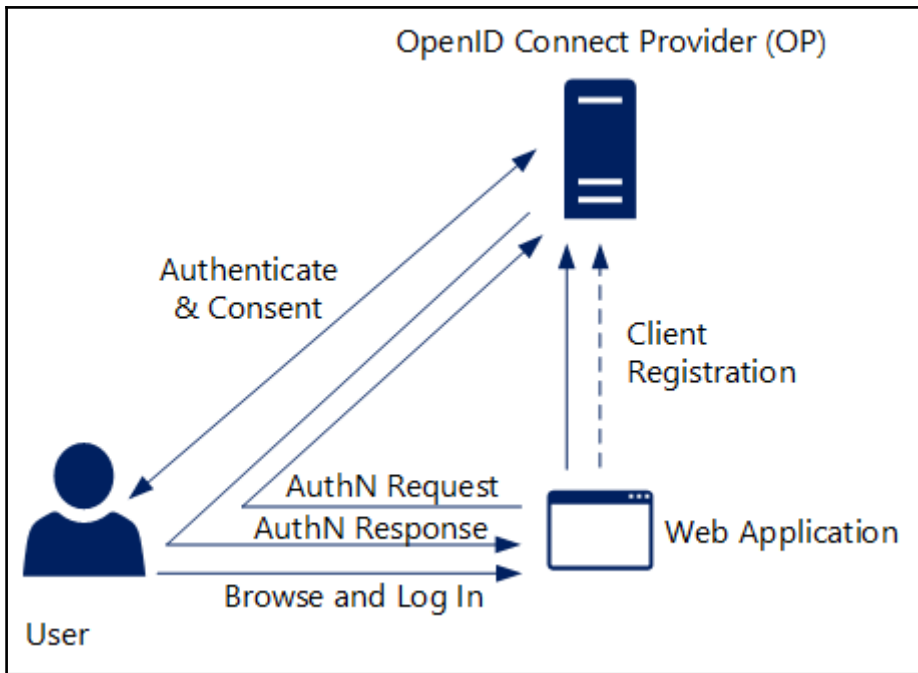 OpenID Connect Provider (OP)
Authenticate
& Consent
Client
Registration
AuthN Request
AuthN Response
Web Application
Browse and Log In
User